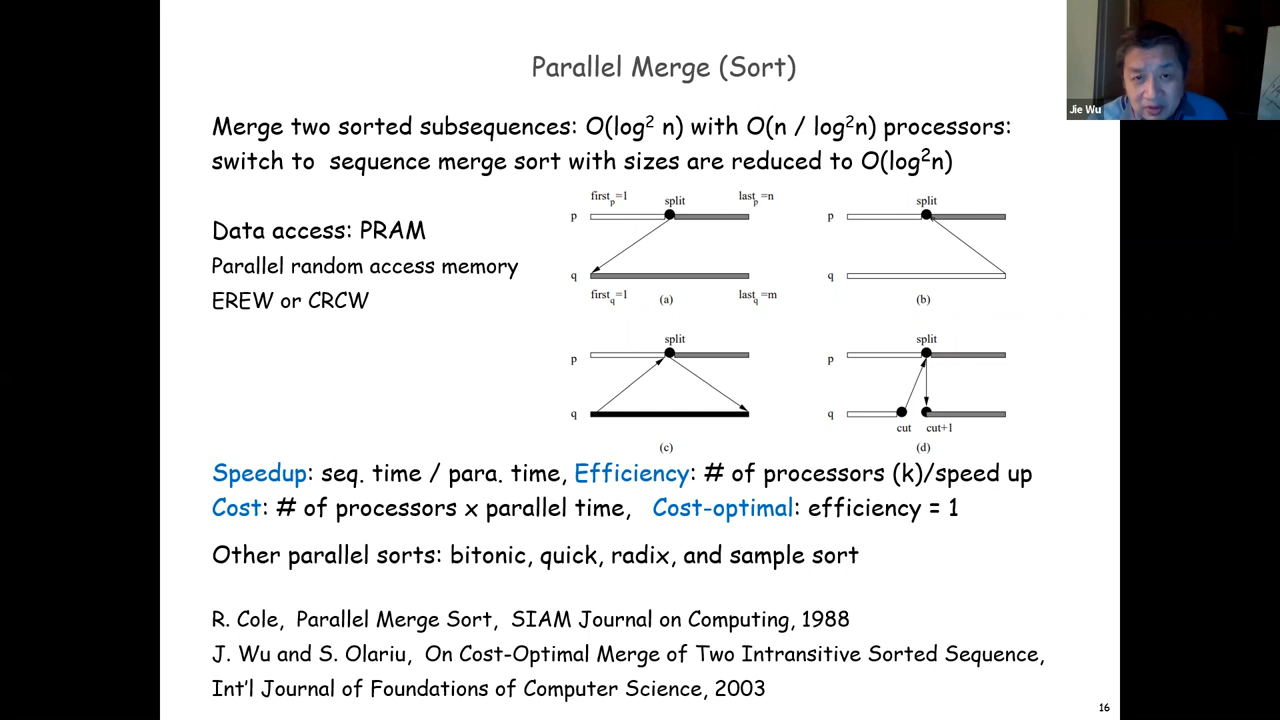 Parallel Merge (Sort)
Jie Wu
Merge two sorted subsequences: O(log² n) with O(n / log²n) processors:
switch to sequence merge sort with sizes are reduced to O(log²n)
Data access: PRAM
Parallel random access memory
EREW or CRCW
first_p=1 split last_p=n
p
q
first_q=1 (a) last_q=m
split
p
q
(b)
split
p
q
(c)
split
p
q
cut cut+1
(d)
Speedup: seq. time / para. time, Efficiency: # of processors (k)/speed up
Cost: # of processors x parallel time, Cost-optimal: efficiency = 1
Other parallel sorts: bitonic, quick, radix, and sample sort
R. Cole, Parallel Merge Sort, SIAM Journal on Computing, 1988
J. Wu and S. Olariu, On Cost-Optimal Merge of Two Intransitive Sorted Sequence,
Int'l Journal of Foundations of Computer Science, 2003
16